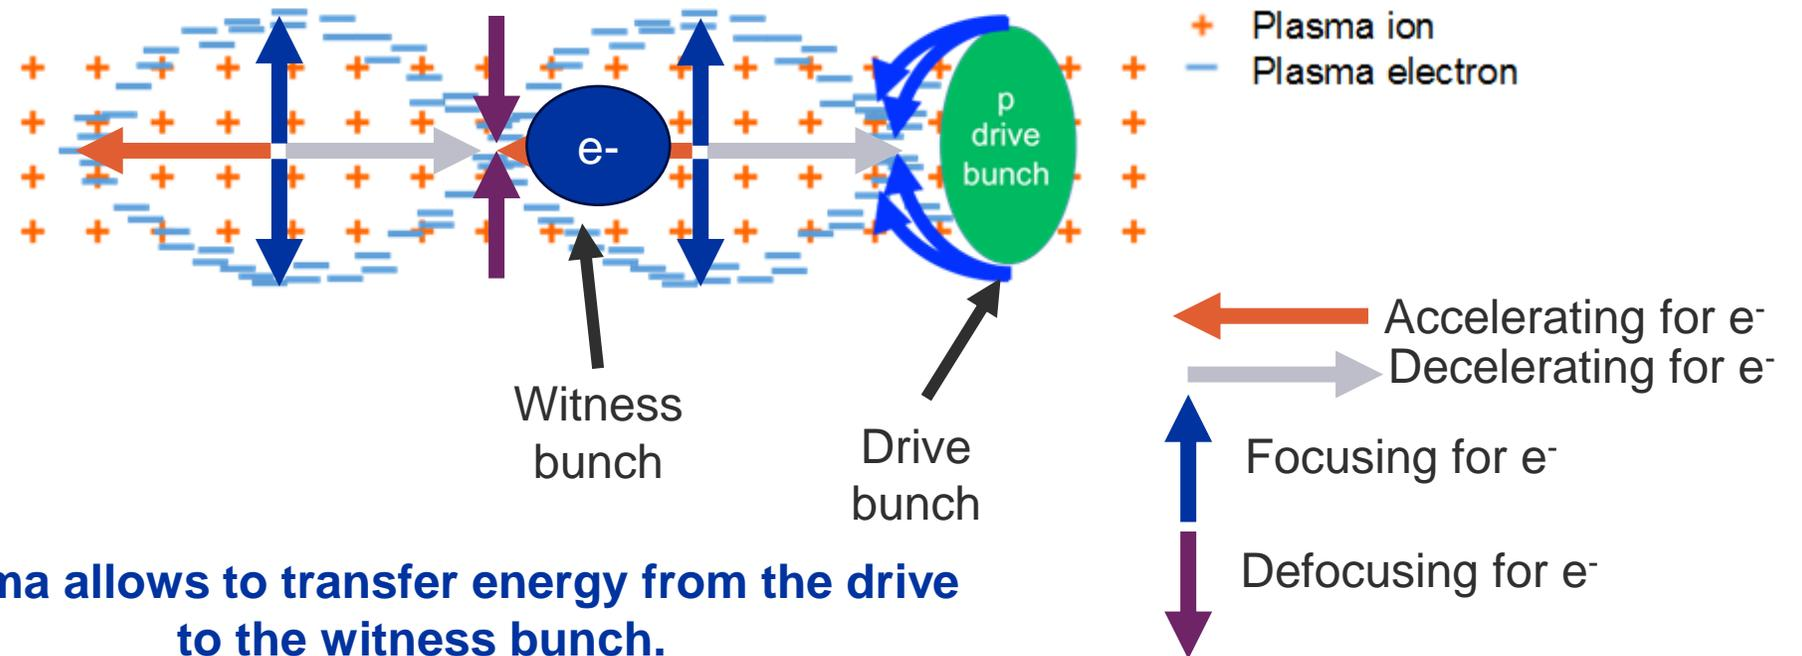 Plasma ion
Plasma electron
p
drive
bunch
e-
Accelerating for e-
Decelerating for e-
Witness
bunch
Drive
bunch
Focusing for e-
Defocusing for e-
allows to transfer energy from the drive
to the witness bunch.